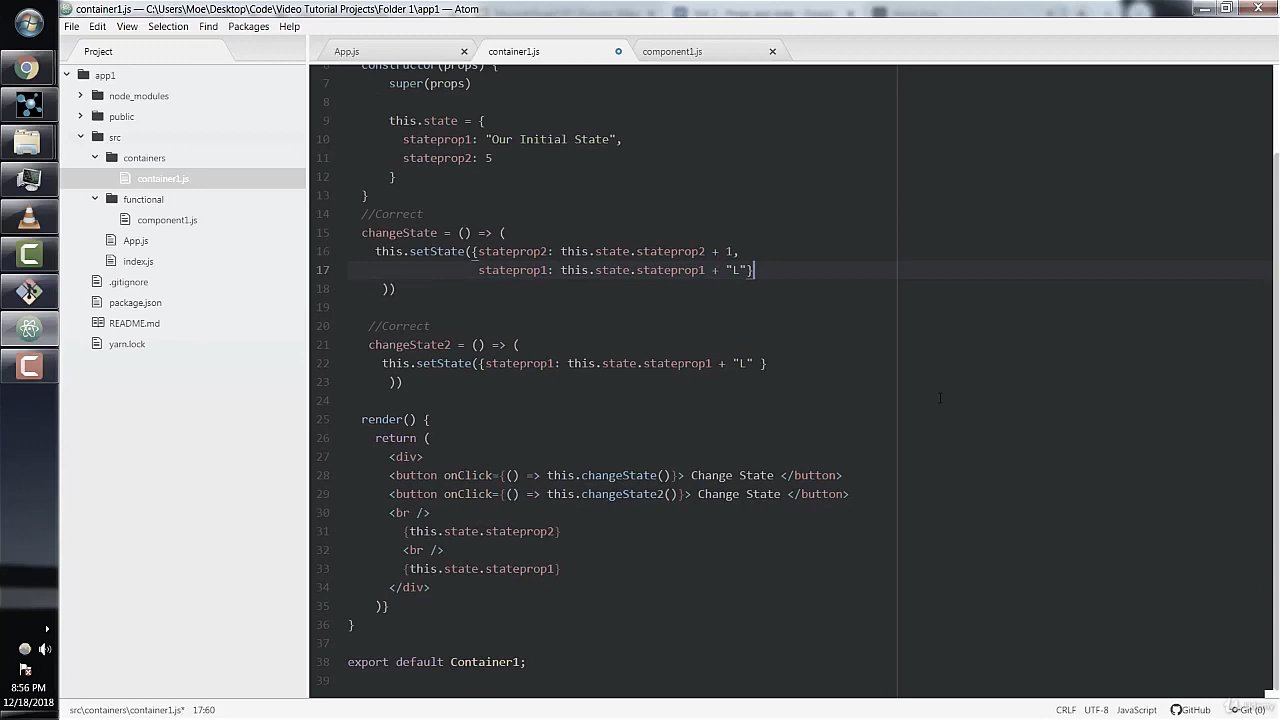 container1.js — C:\Users\Moe\Desktop\Code\Video Tutorial Projects\Folder 1\app1 — Atom
File Edit View Selection Find Packages Help
Project
App.js
container1.js
component1.js
app1
node_modules
public
src
containers
container1.js
functional
component1.js
App.js
index.js
.gitignore
package.json
README.md
yarn.lock
6 constructor(props) {
7 super(props)
8
9 this.state = {
10 stateprop1: "Our Initial State",
11 stateprop2: 5
12 }
13 }
14 //Correct
15 changeState = () => (
16 this.setState({stateprop2: this.state.stateprop2 + 1,
17 stateprop1: this.state.stateprop1 + "L"}
18 ))
19
20 //Correct
21 changeState2 = () => (
22 this.setState({stateprop1: this.state.stateprop1 + "L" }
23 ))
24
25 render() {
26 return (
27 <div>
28 <button onClick={() => this.changeState()}> Change State </button>
29 <button onClick={() => this.changeState2()}> Change State </button>
30 <br />
31 {this.state.stateprop2}
32 <br />
33 {this.state.stateprop1}
34 </div>
35 )}
36 }
37
38 export default Container1;
39
8:56 PM
12/18/2018
src\containers\container1.js* 17:60
CRLF UTF-8 JavaScript GitHub Git (0)